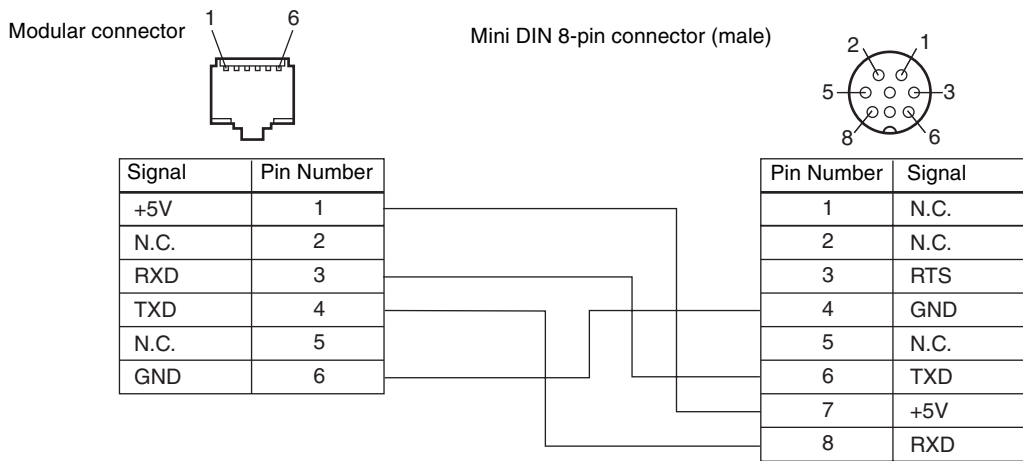 Modular connector
1 6
Mini DIN 8-pin connector (male)
2 1
5 3
8 6
Signal Pin Number
+5V 1
N.C. 2
RXD 3
TXD 4
N.C. 5
GND 6
Pin Number Signal
1 N.C.
2 N.C.
3 RTS
4 GND
5 N.C.
6 TXD
7 +5V
8 RXD